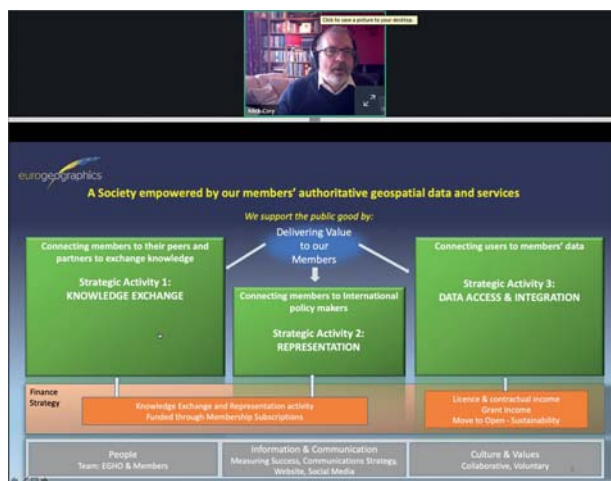 Click to save a picture to your desktop.
Mick Cory
eurogeographics
A Society empowered by our members' authoritative geospatial data and services
We support the public good by:
Delivering Value
to our
Members
Connecting members to their peers and
partners to exchange knowledge
Strategic Activity 1:
KNOWLEDGE EXCHANGE
Connecting members to International
policy makers
Strategic Activity 2:
REPRESENTATION
Connecting users to members' data
Strategic Activity 3:
DATA ACCESS & INTEGRATION
Finance
Strategy
Knowledge Exchange and Representation activity
Funded through Membership Subscriptions
Licence & contractual income
Grant Income
Move to Open - Sustainability
People
Team: EGHO & Members
Information & Communication
Measuring Success, Communications Strategy,
Website, Social Media
Culture & Values
Collaborative, Voluntary